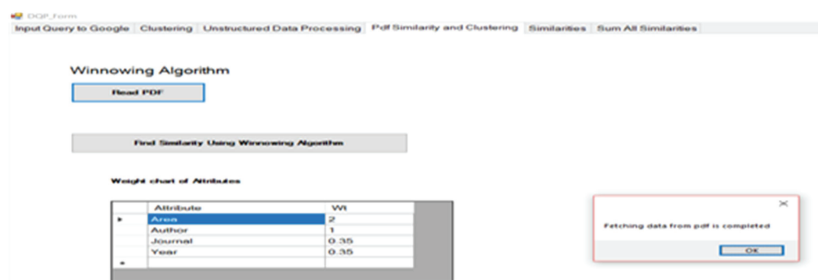 DQP_Form
Input Query to Google Clustering Unstructured Data Processing Pdf Similarity and Clustering Similarities Sum All Similarities
Winnowing Algorithm
Read PDF
Find Similarity Using Winnowing Algorithm
Weight chart of Attributes
Attribute Wt
Area 2
Author 1
Journal 0.35
Year 0.35
Fetching data from pdf is completed
OK